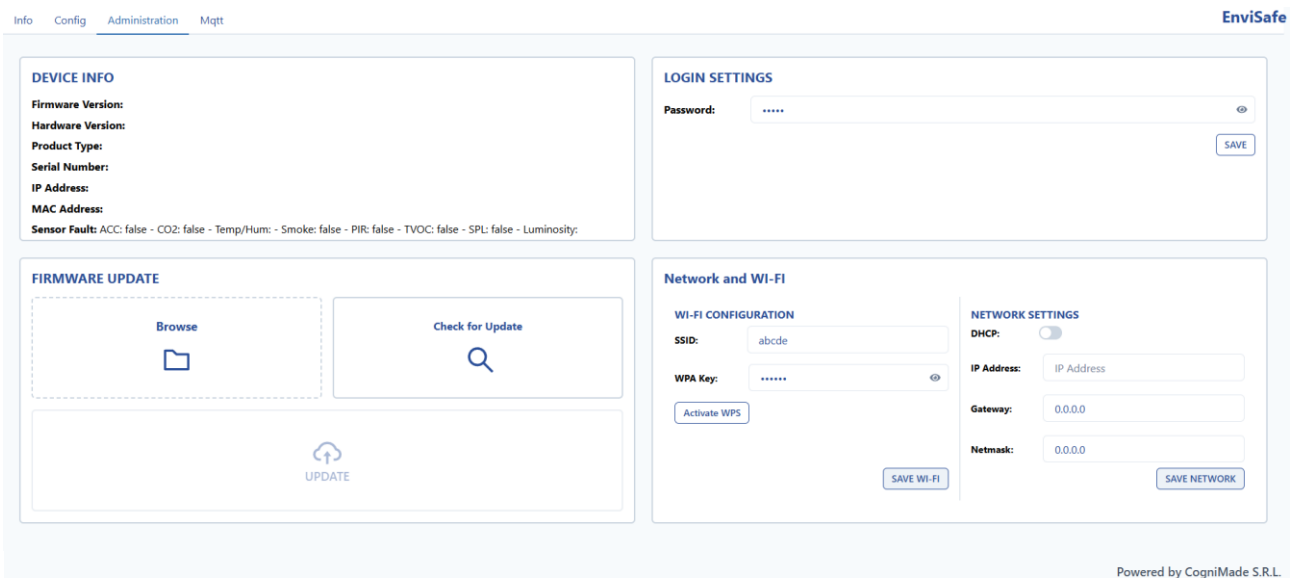 Info Config Administration Mqtt EnviSafe
DEVICE INFO
Firmware Version:
Hardware Version:
Product Type:
Serial Number:
IP Address:
MAC Address:
Sensor Fault: ACC: false - CO2: false - Temp/Hum: - Smoke: false - PIR: false - TVOC: false - SPL: false - Luminosity:
LOGIN SETTINGS
Password: •••••
SAVE
FIRMWARE UPDATE
Browse
Check for Update
UPDATE
Network and WI-FI
WI-FI CONFIGURATION
SSID: abcde
WPA Key: ••••••
Activate WPS
SAVE WI-FI
NETWORK SETTINGS
DHCP:
IP Address: IP Address
Gateway: 0.0.0.0
Netmask: 0.0.0.0
SAVE NETWORK
Powered by CogniMade S.R.L.